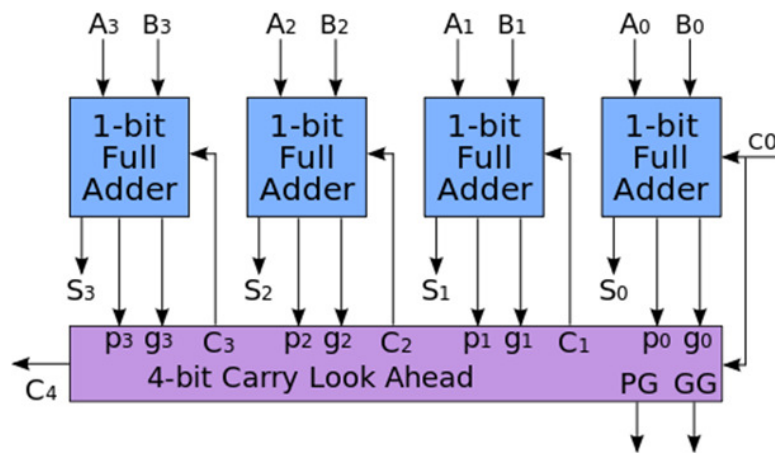 A3 B3 A2 B2 A1 B1 A0 B0
1-bit Full Adder
1-bit Full Adder
1-bit Full Adder
1-bit Full Adder
c0
S3 S2 S1 S0
p3 g3 C3 p2 g2 C2 p1 g1 C1 p0 g0
4-bit Carry Look Ahead
PG GG
C4